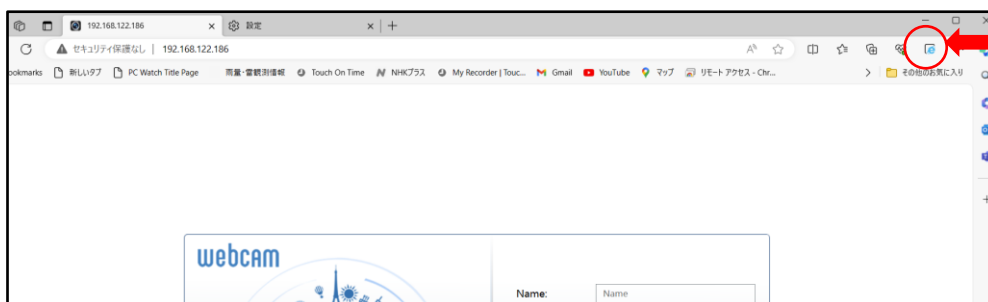 192.168.122.186
設定
セキュリティ保護なし | 192.168.122.186
ookmarks 新しいタブ PC Watch Title Page 雨量・雷観測情報 Touch On Time NHKプラス My Recorder | Touc... Gmail YouTube マップ リモート アクセス - Chr... その他のお気に入り
webcam
Name: Name